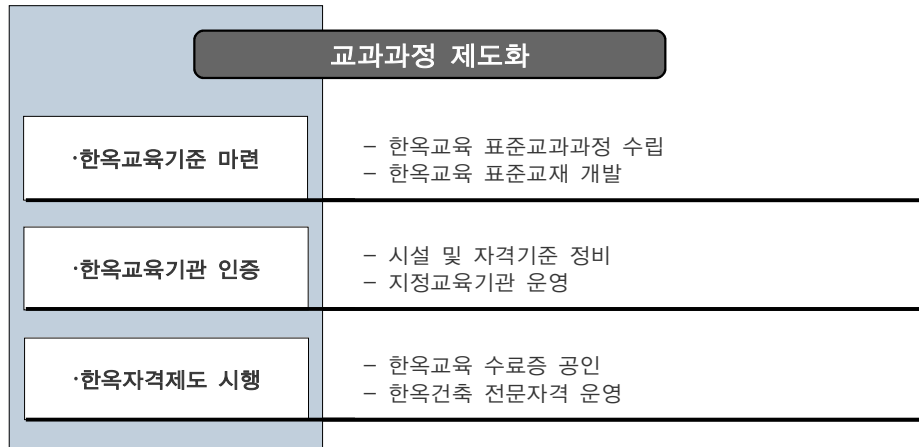 교과과정 제도화
·한옥교육기준 마련
– 한옥교육 표준교과과정 수립
– 한옥교육 표준교재 개발
·한옥교육기관 인증
– 시설 및 자격기준 정비
– 지정교육기관 운영
·한옥자격제도 시행
– 한옥교육 수료증 공인
– 한옥건축 전문자격 운영